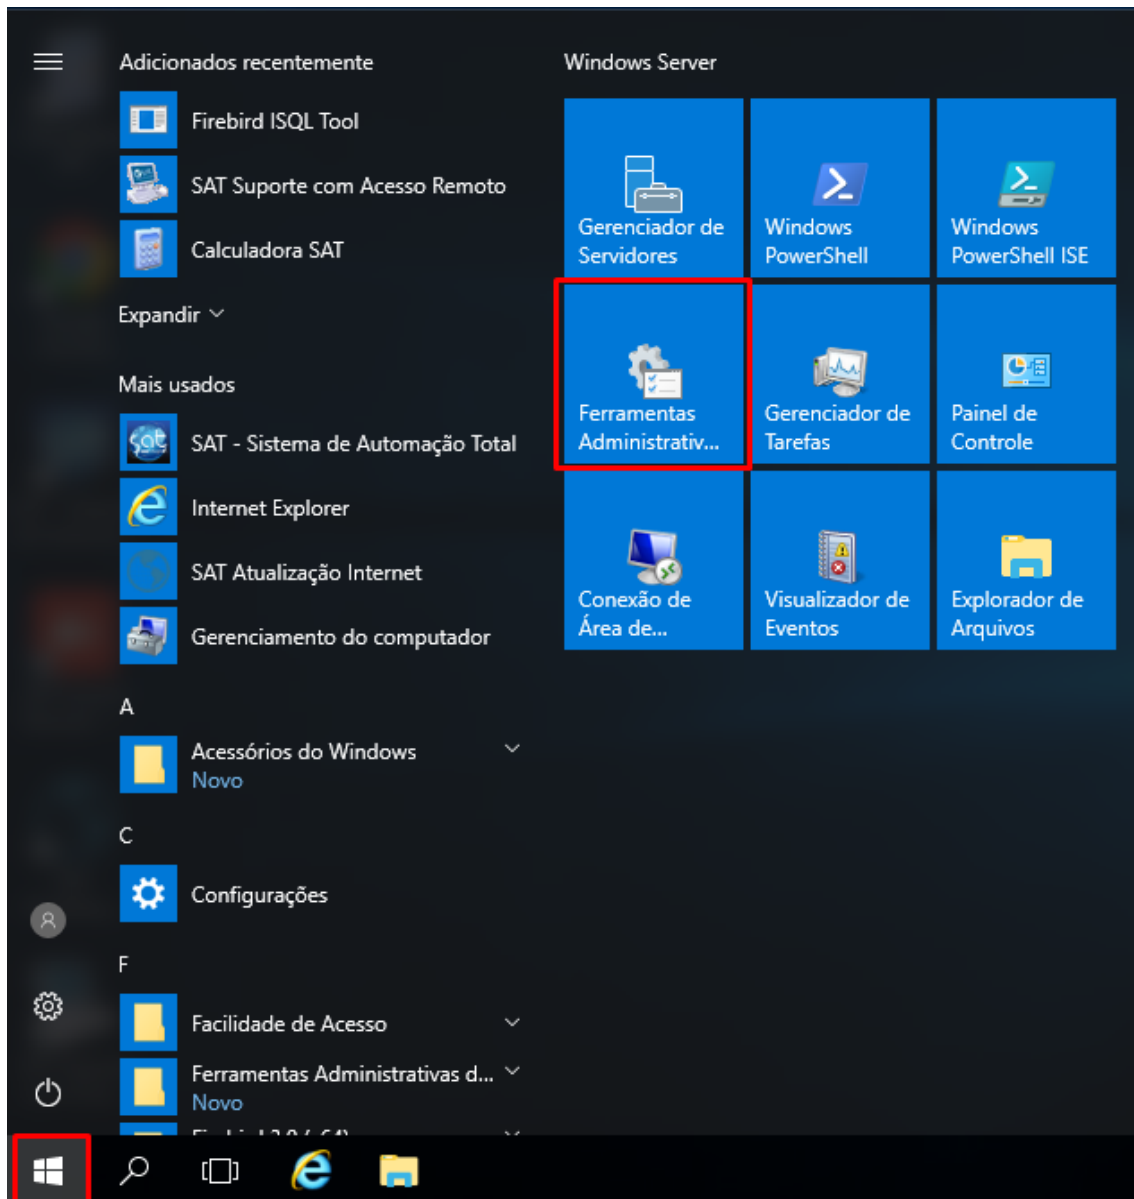 Adicionados recentemente
Firebird ISQL Tool
SAT Suporte com Acesso Remoto
Calculadora SAT
Expandir
Mais usados
sat
SAT - Sistema de Automação Total
Internet Explorer
SAT Atualização Internet
Gerenciamento do computador
A
Acessórios do Windows
Novo
C
Configurações
F
Facilidade de Acesso
Ferramentas Administrativas d...
Novo
Windows Server
Gerenciador de
Servidores
Windows
PowerShell
Windows
PowerShell ISE
Ferramentas
Administrativ...
Gerenciador de
Tarefas
Painel de
Controle
Conexão de
Área de...
Visualizador de
Eventos
Explorador de
Arquivos